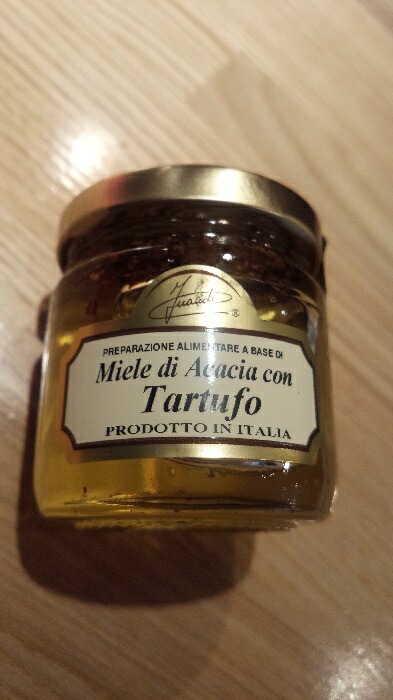 ®
PREPARAZIONE ALIMENTARE A BASE DI
Miele di Acacia con
Tartufo
PRODOTTO IN ITALIA